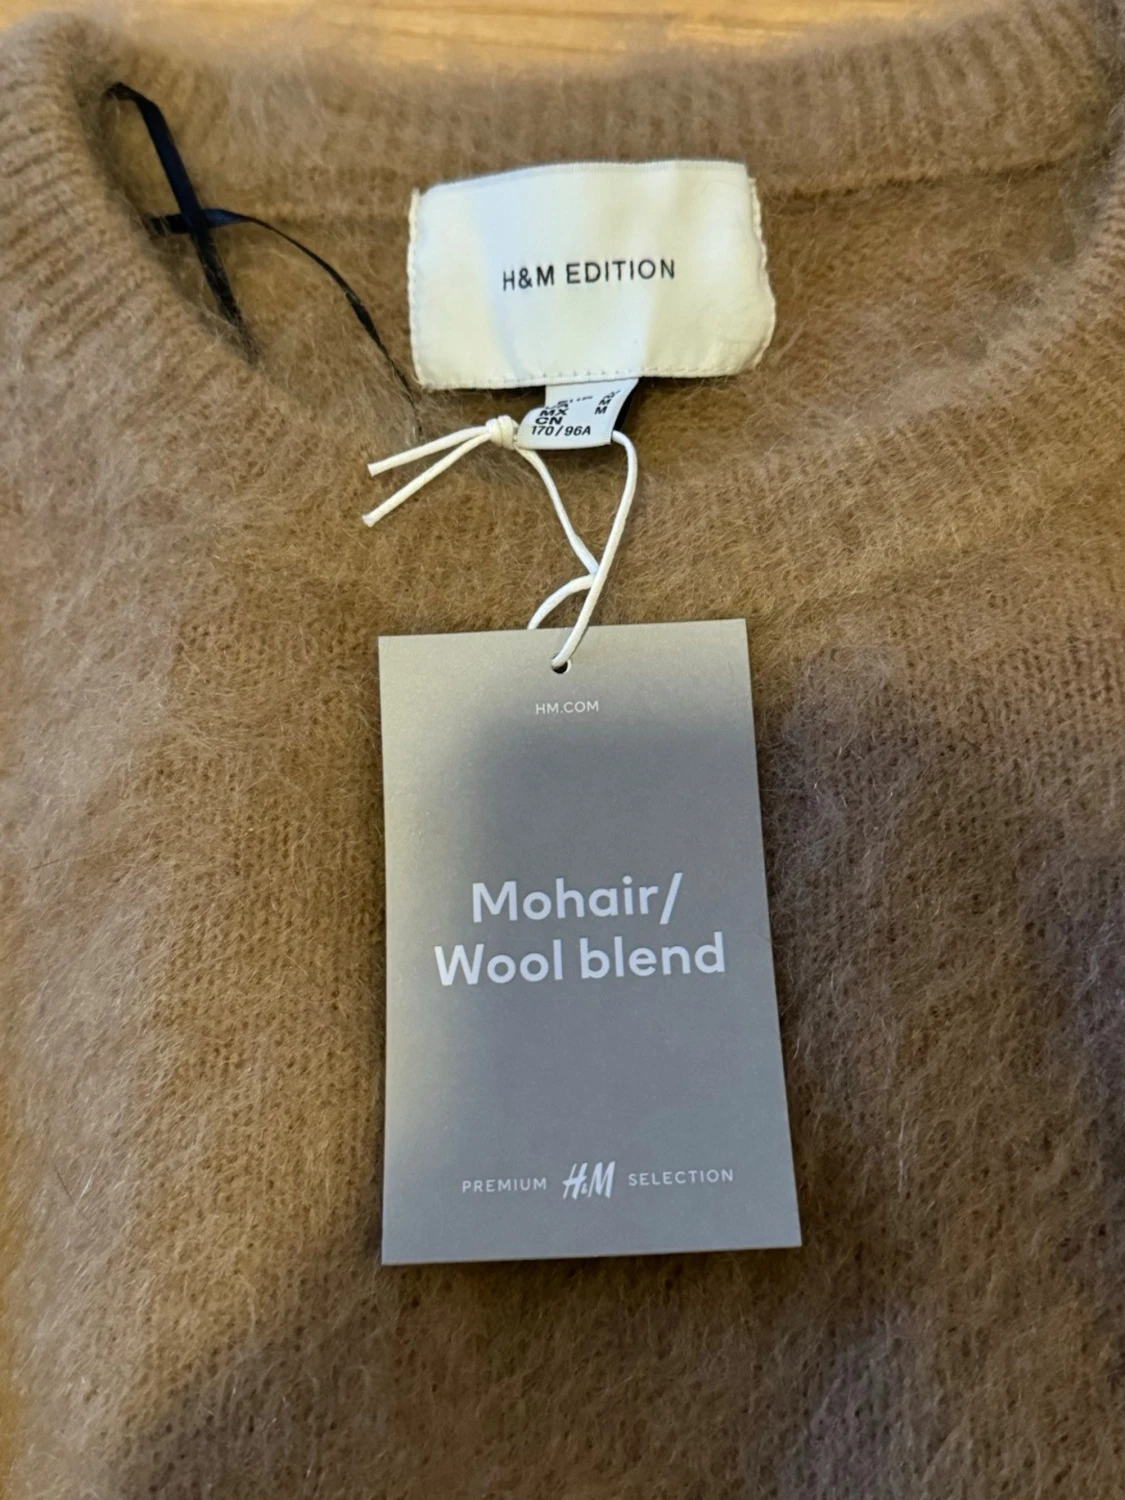 H&M EDITION
M
MX M
CN
170/96A
HM.COM
Mohair/
Wool blend
PREMIUM H&M SELECTION